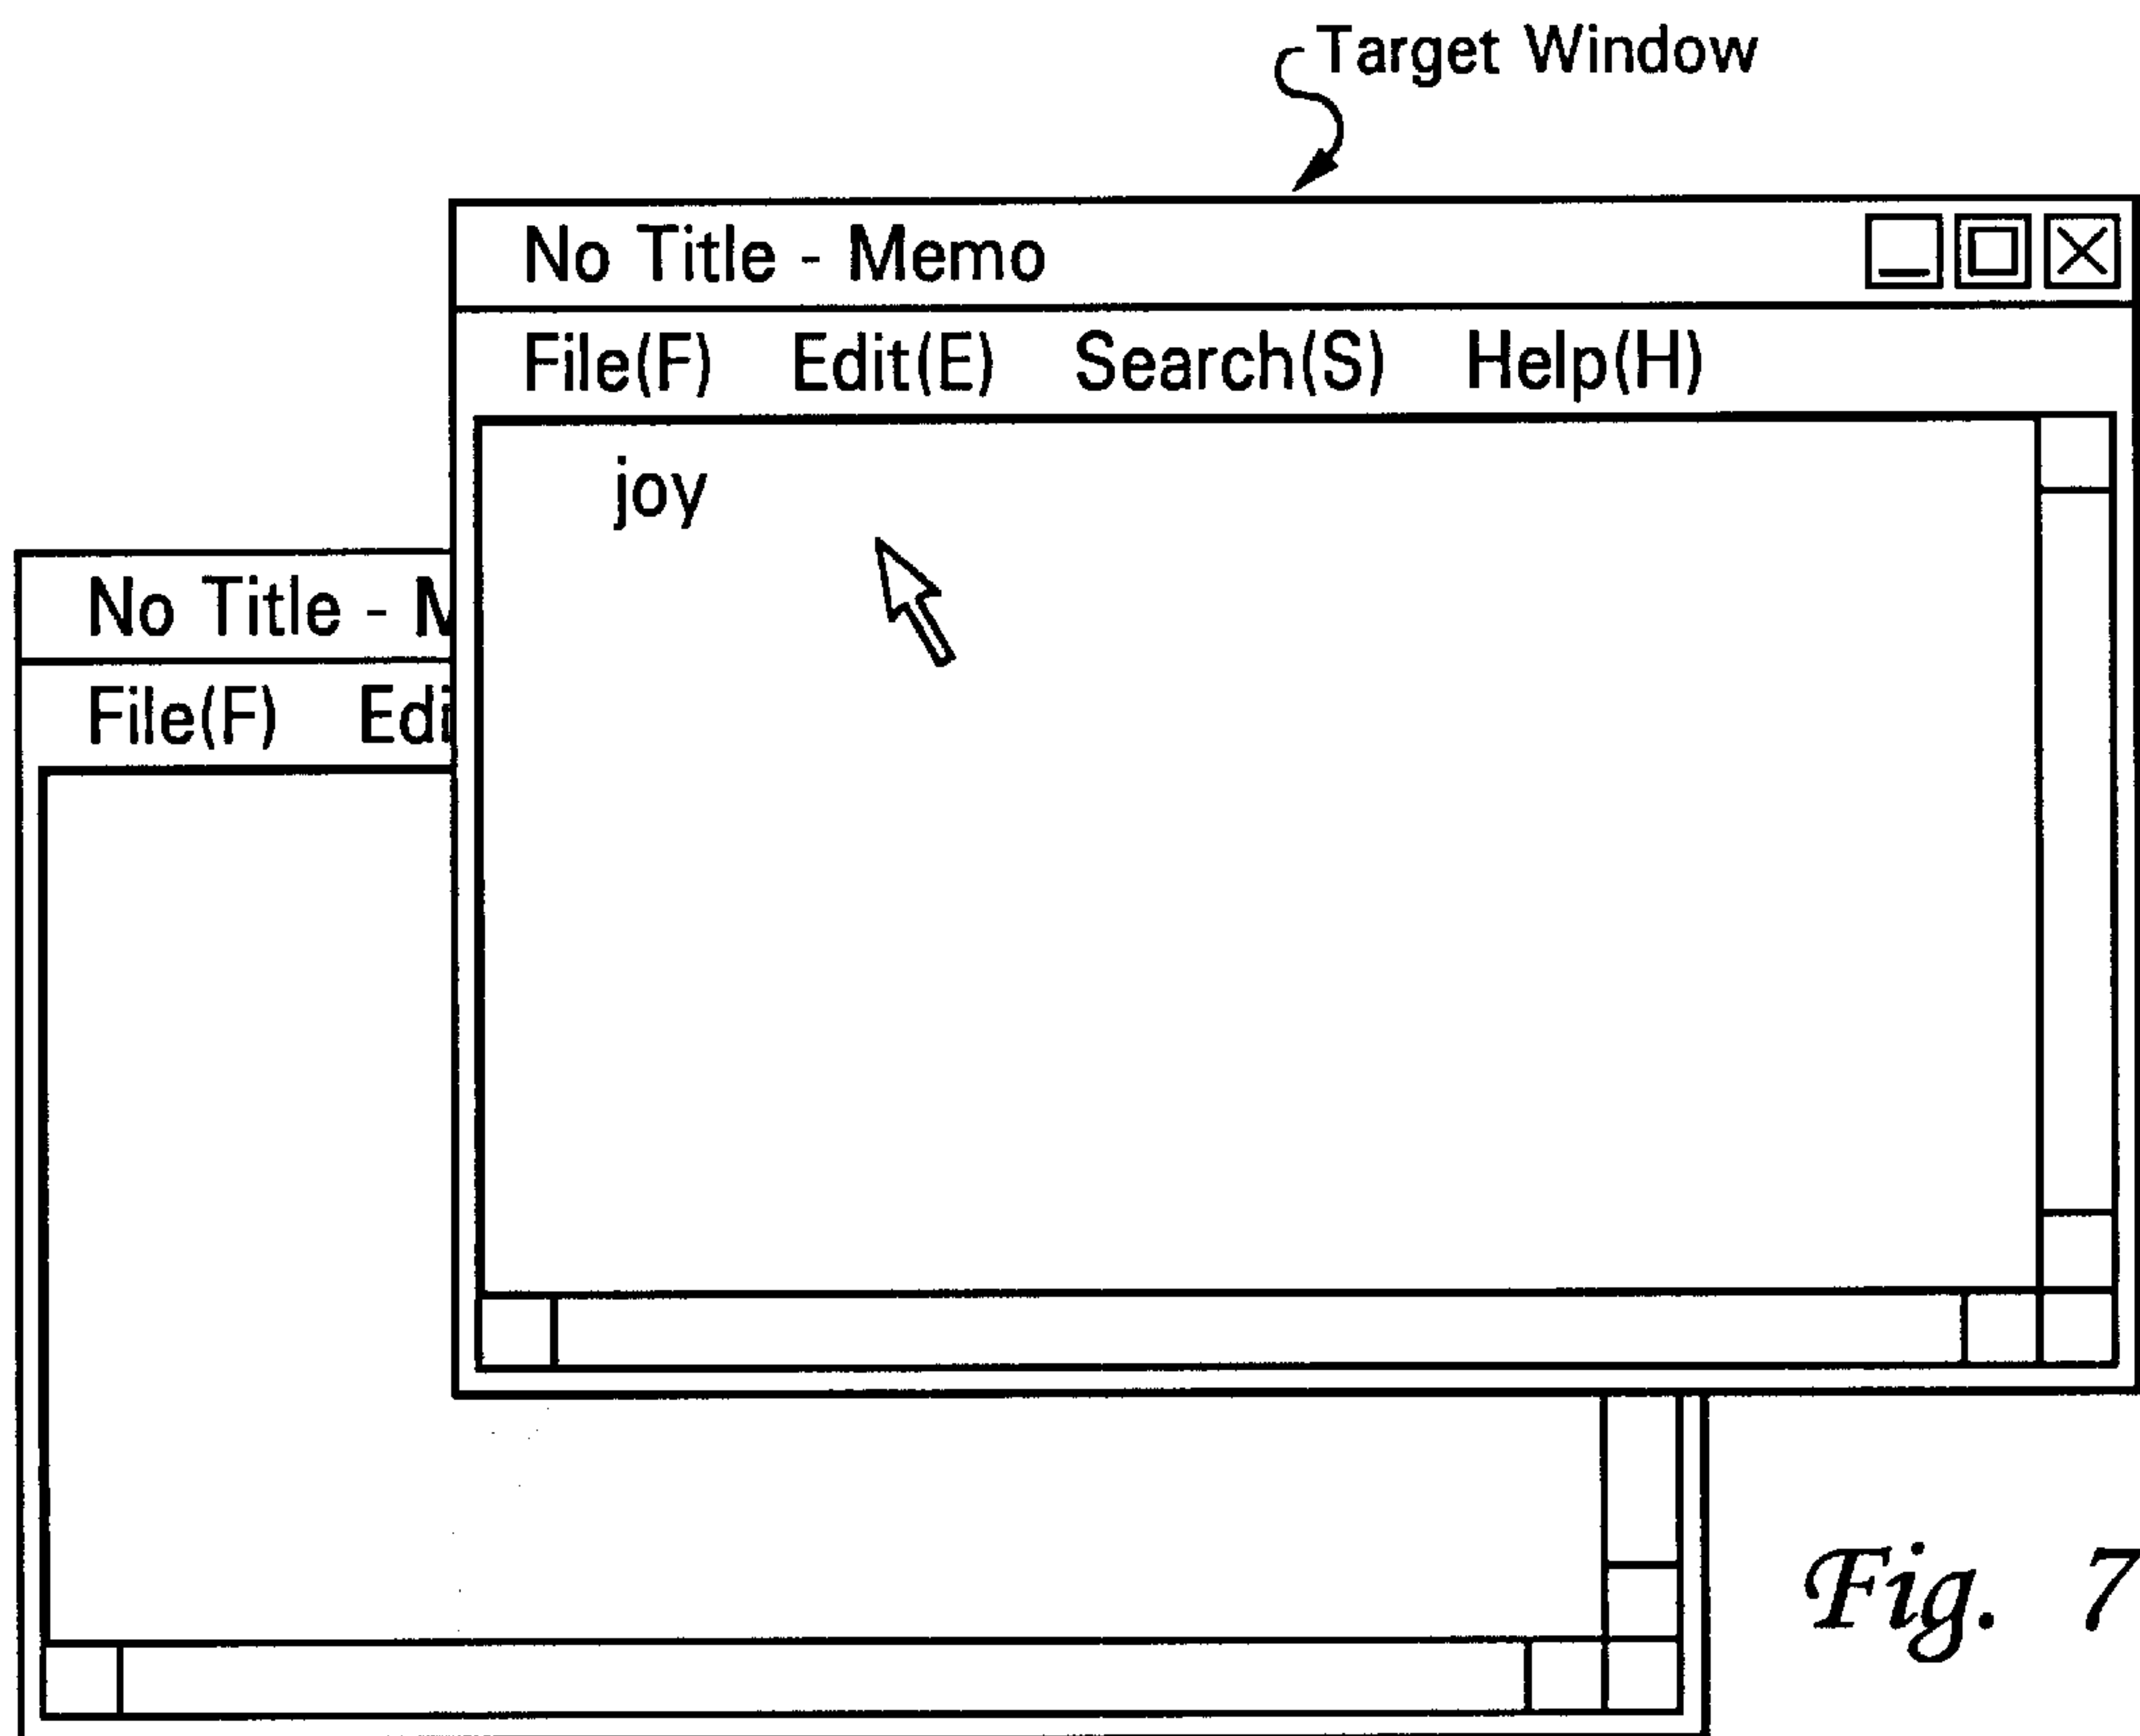 Target Window
No Title - Memo
File(F) Edit(E) Search(S) Help(H)
joy
No Title - M
File(F) Edi
Fig. 7